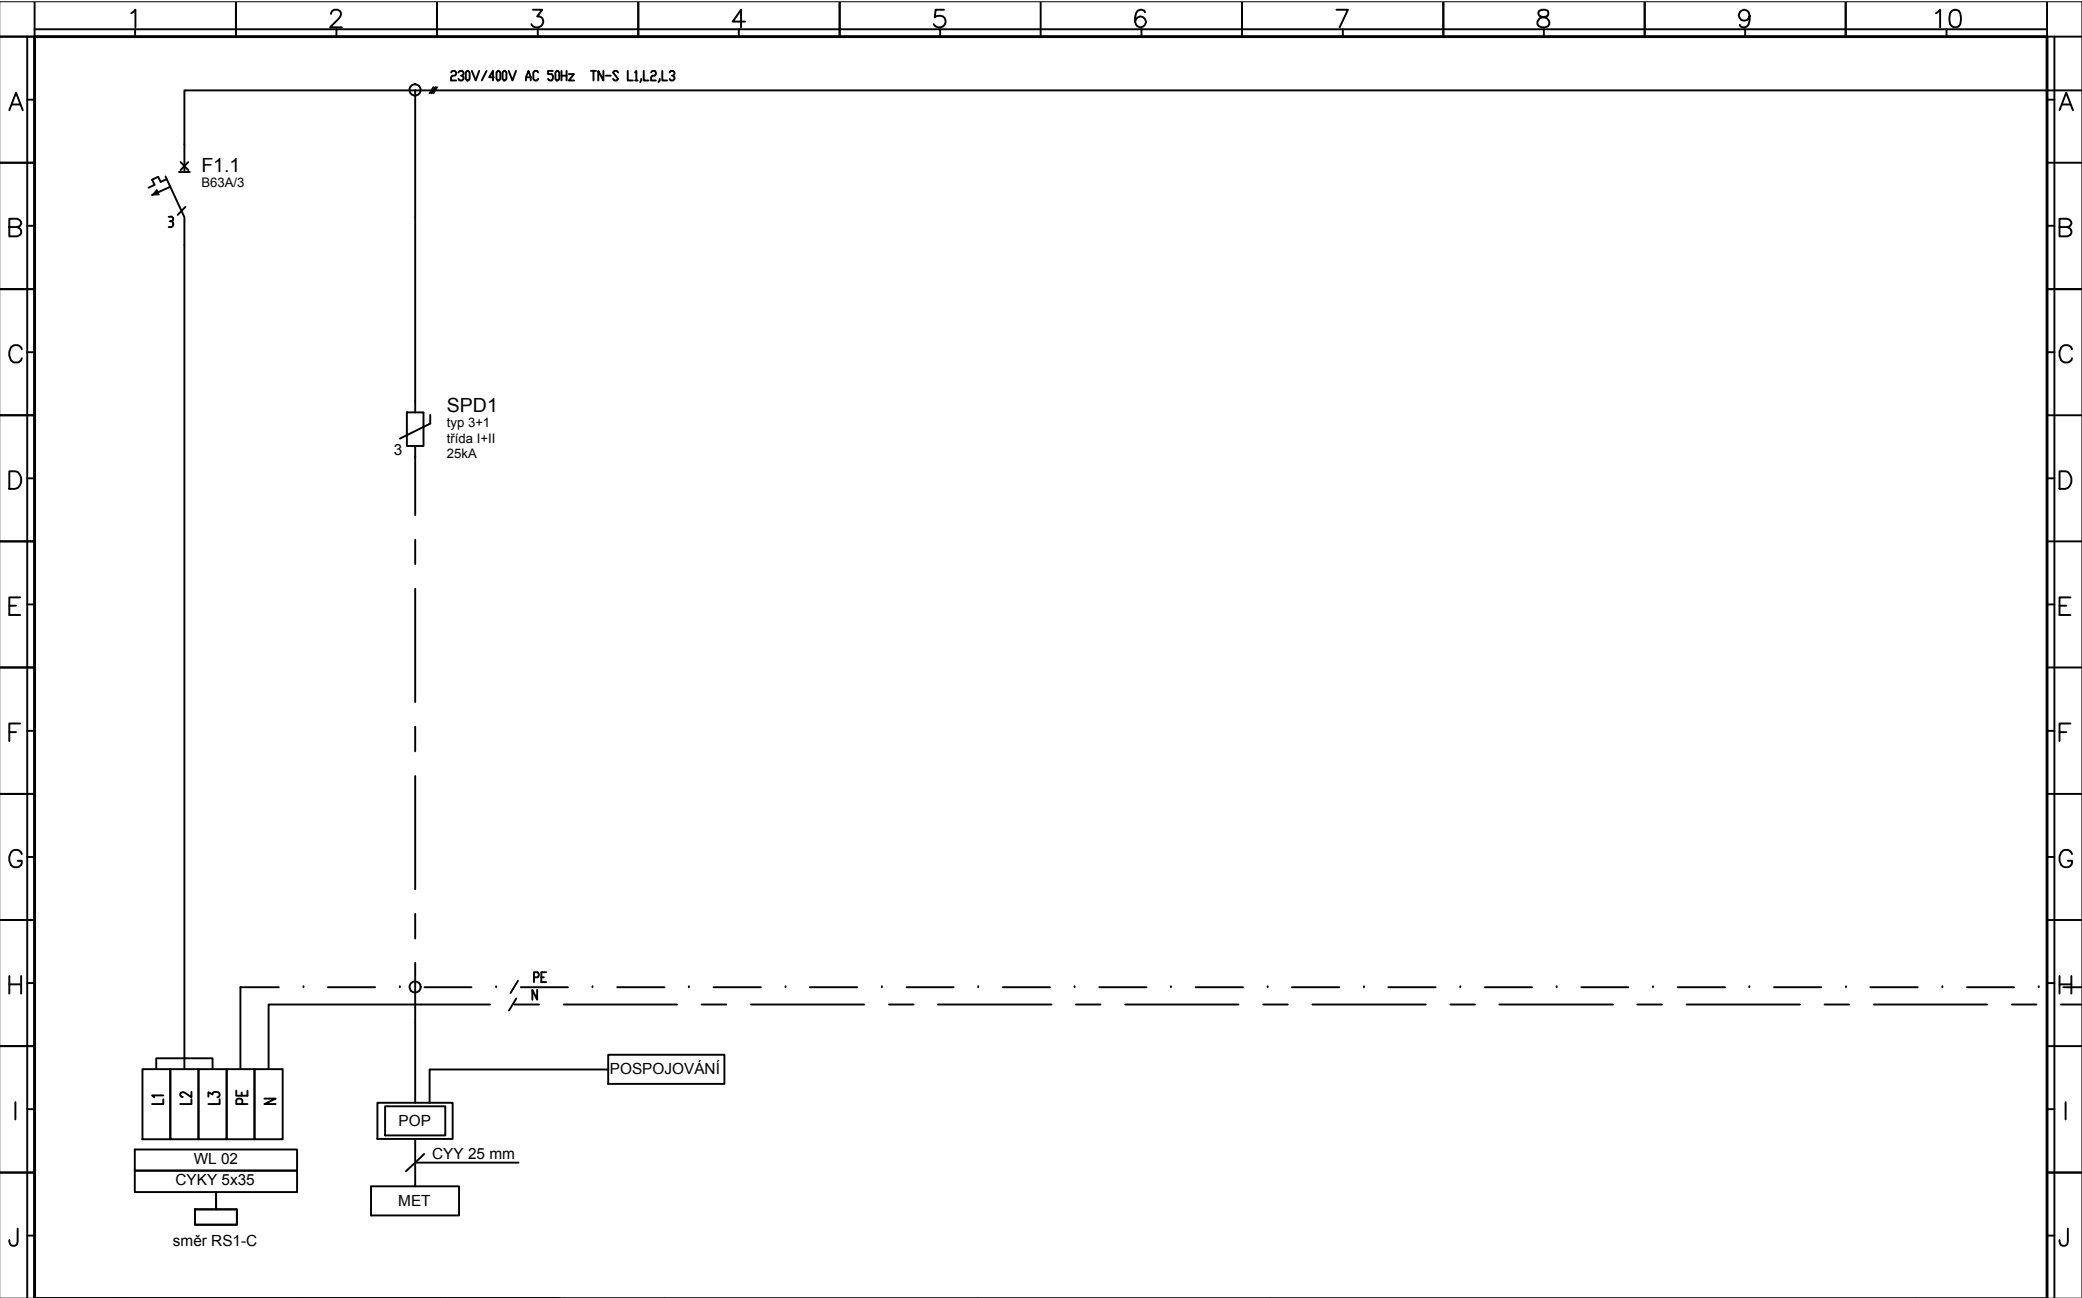 1 2 3 4 5 6 7 8 9 10
230V/400V AC 50Hz TN-S L1,L2,L3
A A
F1.1
B63A/3
3
B B
C C
SPD1
typ 3+1
třída I+II
25kA
3
D D
E E
F F
G G
PE
H H
N
POSPOJOVÁNÍ
L1 L2 L3 PE N
I I
POP
CYY 25 mm
WL 02
CYKY 5x35
MET
J J
směr RS1-C